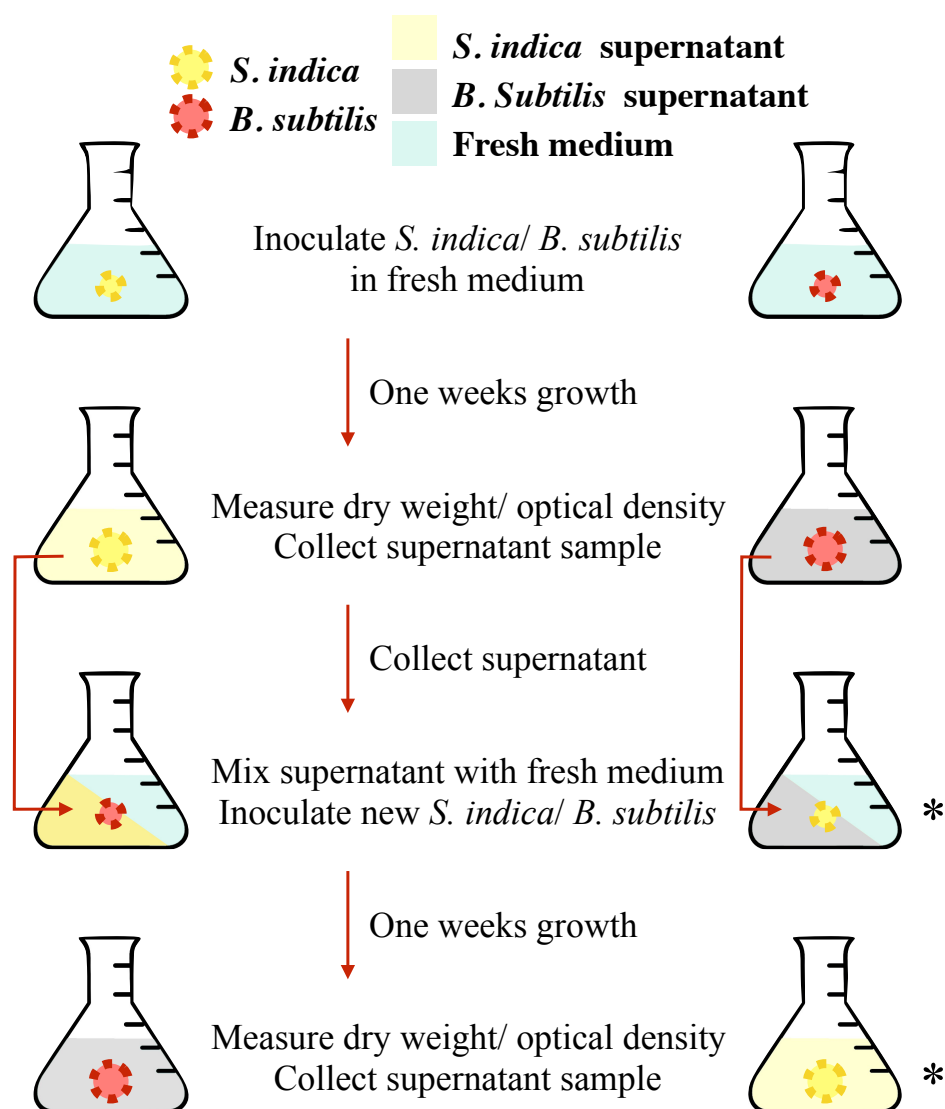 S. indica
B. subtilis
S. indica supernatant
B. Subtilis supernatant
Fresh medium
Inoculate S. indica/ B. subtilis
in fresh medium
One weeks growth
Measure dry weight/ optical density
Collect supernatant sample
Collect supernatant
Mix supernatant with fresh medium
Inoculate new S. indica/ B. subtilis
*
One weeks growth
Measure dry weight/ optical density
Collect supernatant sample
*